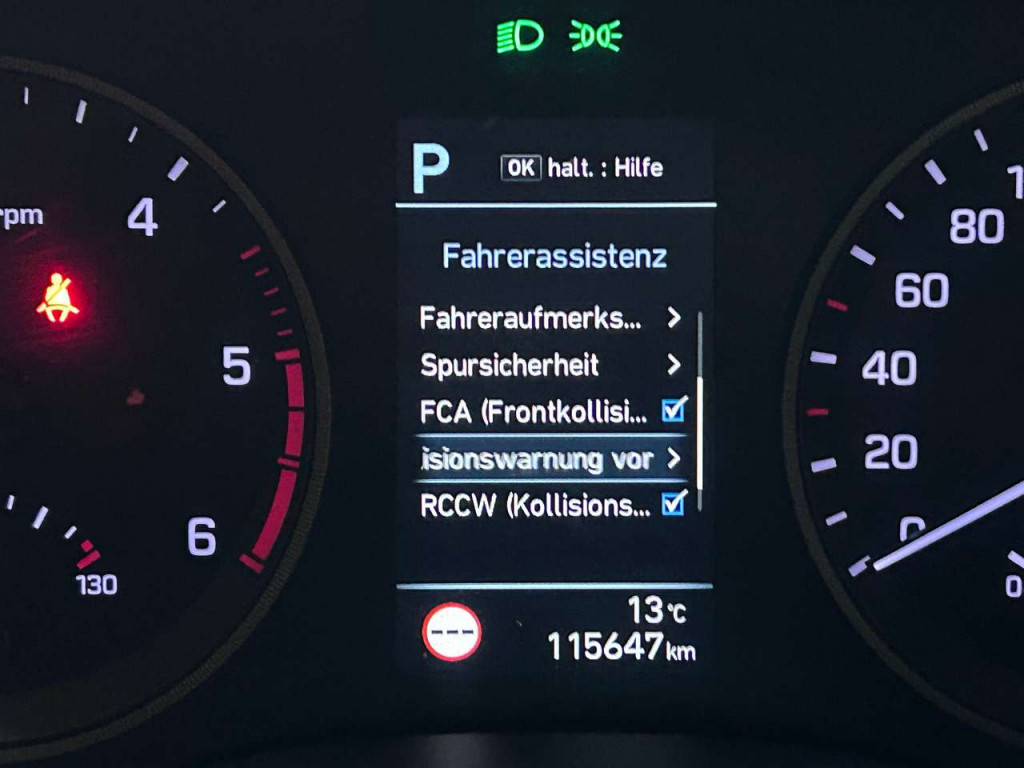 P
OK halt. : Hilfe
Fahrerassistenz
Fahreraufmerks... >
Spursicherheit >
FCA (Frontkollisi...
isionswarnung vor >
RCCW (Kollisions...
13°C
115647km
rpm
4
5
6
130
80
60
40
20
0
0